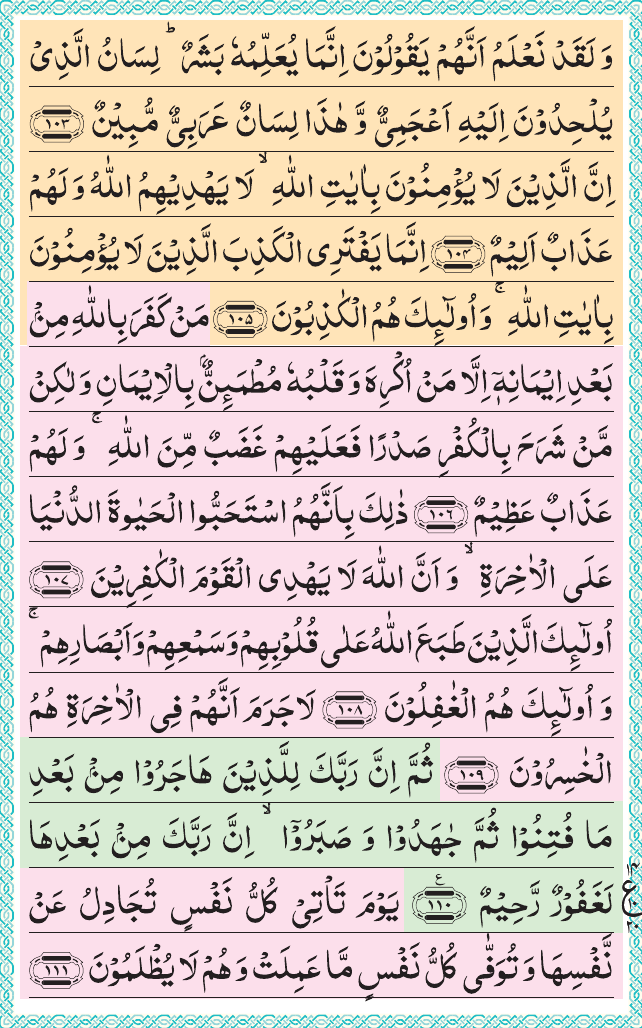 وَ لَقَدْ نَعْلَمُ اَنَّهُمْ يَقُوْلُوْنَ اِنَّمَا يُعَلِّمُهٗ بَشَرٌ ؕ لِسَانُ الَّذِیْ
يُلْحِدُوْنَ اِلَيْهِ اَعْجَمِیٌّ وَّ هٰذَا لِسَانٌ عَرَبِیٌّ مُّبِيْنٌ ۝۱۰۳
اِنَّ الَّذِيْنَ لَا يُؤْمِنُوْنَ بِاٰيٰتِ اللّٰهِ ۙ لَا يَهْدِيْهِمُ اللّٰهُ وَ لَهُمْ
عَذَابٌ اَلِيْمٌ ۝۱۰۴ اِنَّمَا يَفْتَرِی الْكَذِبَ الَّذِيْنَ لَا يُؤْمِنُوْنَ
بِاٰيٰتِ اللّٰهِ ۚ وَ اُولٰٓئِكَ هُمُ الْكٰذِبُوْنَ ۝۱۰۵ مَنْ كَفَرَ بِاللّٰهِ مِنْۢ
بَعْدِ اِيْمَانِهٖۤ اِلَّا مَنْ اُكْرِهَ وَ قَلْبُهٗ مُطْمَئِنٌّۢ بِالْاِيْمَانِ وَ لٰكِنْ
مَّنْ شَرَحَ بِالْكُفْرِ صَدْرًا فَعَلَيْهِمْ غَضَبٌ مِّنَ اللّٰهِ ۚ وَ لَهُمْ
عَذَابٌ عَظِيْمٌ ۝۱۰۶ ذٰلِكَ بِاَنَّهُمُ اسْتَحَبُّوا الْحَيٰوةَ الدُّنْيَا
عَلَی الْاٰخِرَةِ ۙ وَ اَنَّ اللّٰهَ لَا يَهْدِی الْقَوْمَ الْكٰفِرِيْنَ ۝۱۰۷
اُولٰٓئِكَ الَّذِيْنَ طَبَعَ اللّٰهُ عَلٰی قُلُوْبِهِمْ وَ سَمْعِهِمْ وَ اَبْصَارِهِمْ ۚ
وَ اُولٰٓئِكَ هُمُ الْغٰفِلُوْنَ ۝۱۰۸ لَا جَرَمَ اَنَّهُمْ فِی الْاٰخِرَةِ هُمُ
الْخٰسِرُوْنَ ۝۱۰۹ ثُمَّ اِنَّ رَبَّكَ لِلَّذِيْنَ هَاجَرُوْا مِنْۢ بَعْدِ
مَا فُتِنُوْا ثُمَّ جٰهَدُوْا وَ صَبَرُوْۤا ۙ اِنَّ رَبَّكَ مِنْۢ بَعْدِهَا
لَغَفُوْرٌ رَّحِيْمٌ ۝۱۱۰ ع يَوْمَ تَاْتِیْ كُلُّ نَفْسٍ تُجَادِلُ عَنْ
نَّفْسِهَا وَ تُوَفّٰی كُلُّ نَفْسٍ مَّا عَمِلَتْ وَ هُمْ لَا يُظْلَمُوْنَ ۝۱۱۱